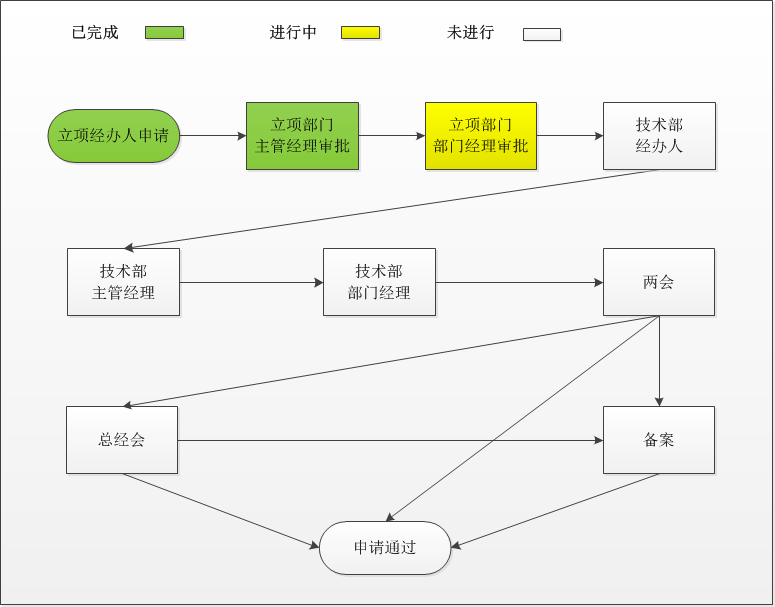 已完成
进行中
未进行
立项经办人申请
立项部门
主管经理审批
立项部门
部门经理审批
技术部
经办人
技术部
主管经理
技术部
部门经理
两会
总经会
备案
申请通过